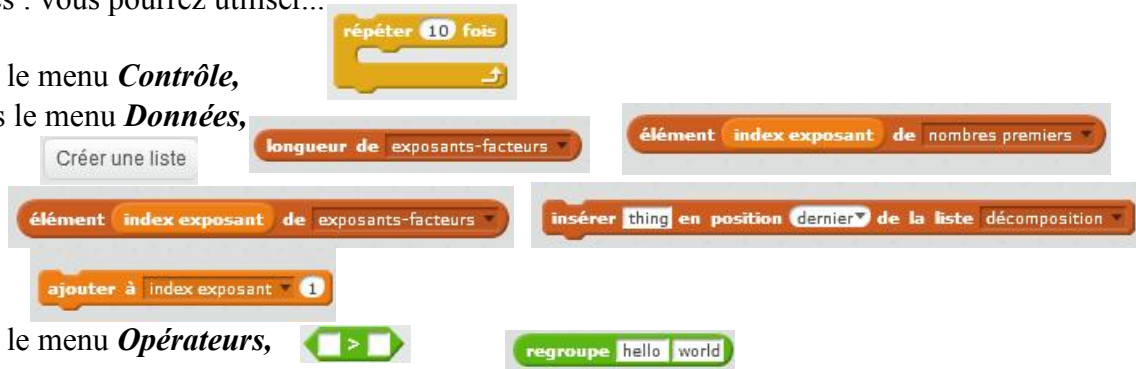 : vous pourrez utiliser...
répéter 10 fois
le menu Contrôle,
le menu Données,
Créer une liste
longueur de exposants-facteurs
élément index exposant de nombres premiers
élément index exposant de exposants-facteurs
insérer thing en position dernier de la liste décomposition
ajouter à index exposant 1
le menu Opérateurs,
>
regroupe hello world